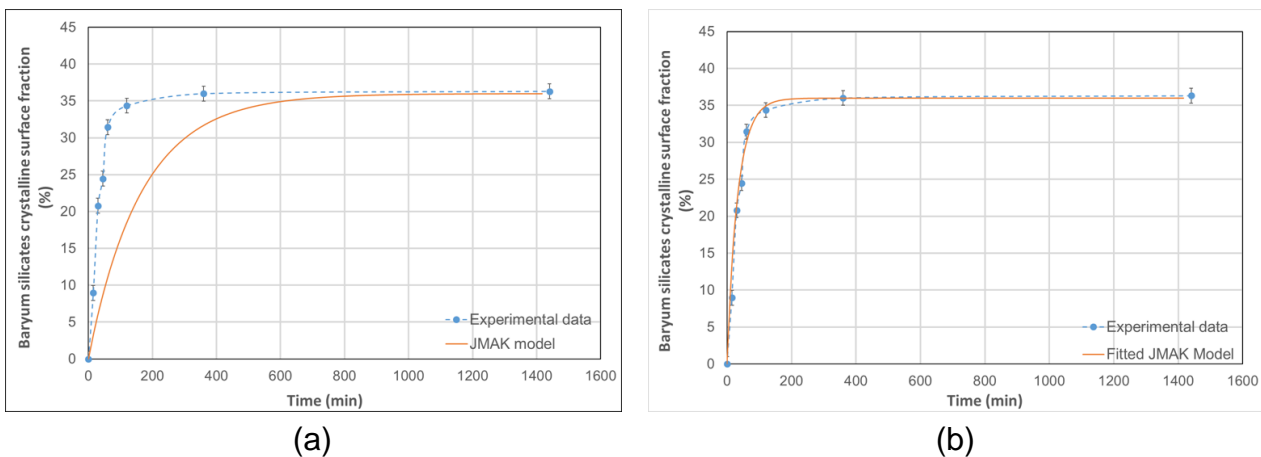 Baryum silicates crystalline surface fraction
(%)
45
40
35
30
25
20
15
10
5
0
0 200 400 600 800 1000 1200 1400 1600
Time (min)
Experimental data
JMAK model
(a)
Baryum silicates crystalline surface fraction
(%)
45
40
35
30
25
20
15
10
5
0
0 200 400 600 800 1000 1200 1400 1600
Time (min)
Experimental data
Fitted JMAK Model
(b)